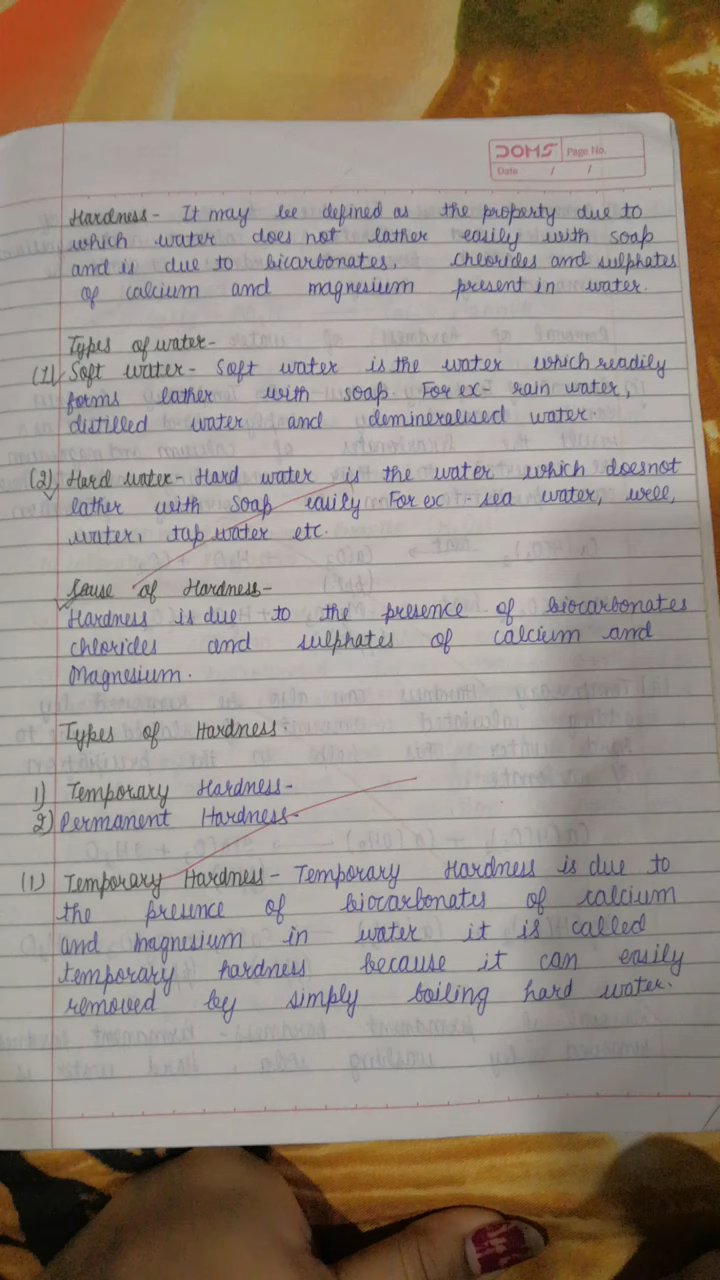 DOMS Page No.
Date / /
Hardness - It may be defined as the property due to
which water does not lather easily with soap
and is due to bicarbonates, chlorides and sulphates
of calcium and magnesium present in water.
Types of water-
(1) Soft water - Soft water is the water which readily
forms lather with soap. For ex- rain water,
distilled water and demineralised water.
(2) Hard water - Hard water is the water which doesnot
lather with soap easily For ex - sea water, well,
water, tap water etc.
Cause of Hardness-
Hardness is due to the presence of biocarbonates
chlorides and sulphates of calcium and
Magnesium.
Types of Hardness.
1) Temporary Hardness-
2) Permanent Hardness-
(1) Temporary Hardness - Temporary Hardness is due to
the presence of biocarbonates of calcium
and magnesium in water it is called
temporary hardness because it can easily
removed by simply boiling hard water.